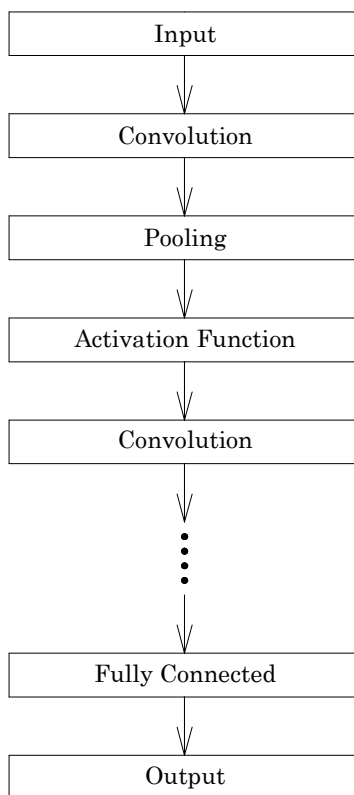 Input
Convolution
Pooling
Activation Function
Convolution
Fully Connected
Output